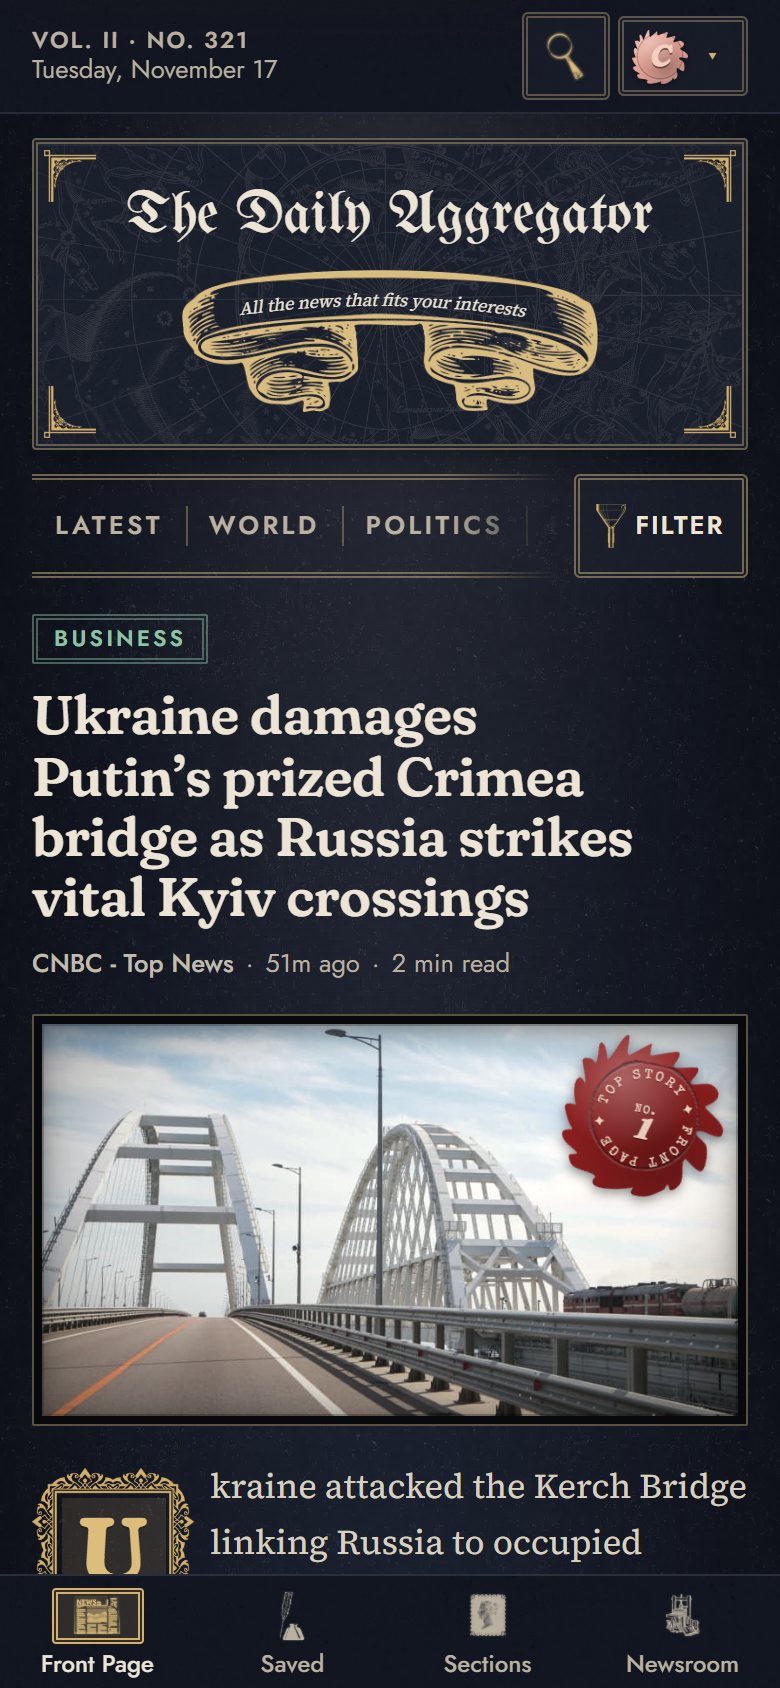 VOL. II · NO. 321
Tuesday, November 17
C
The Daily Aggregator
All the news that fits your interests
LATEST
WORLD
POLITICS
FILTER
BUSINESS
Ukraine damages
Putin’s prized Crimea
bridge as Russia strikes
vital Kyiv crossings
CNBC - Top News · 51m ago · 2 min read
TOP STORY
NO.
1
FRONT PAGE
U
kraine attacked the Kerch Bridge
linking Russia to occupied
NEWS
Front Page
Saved
Sections
Newsroom